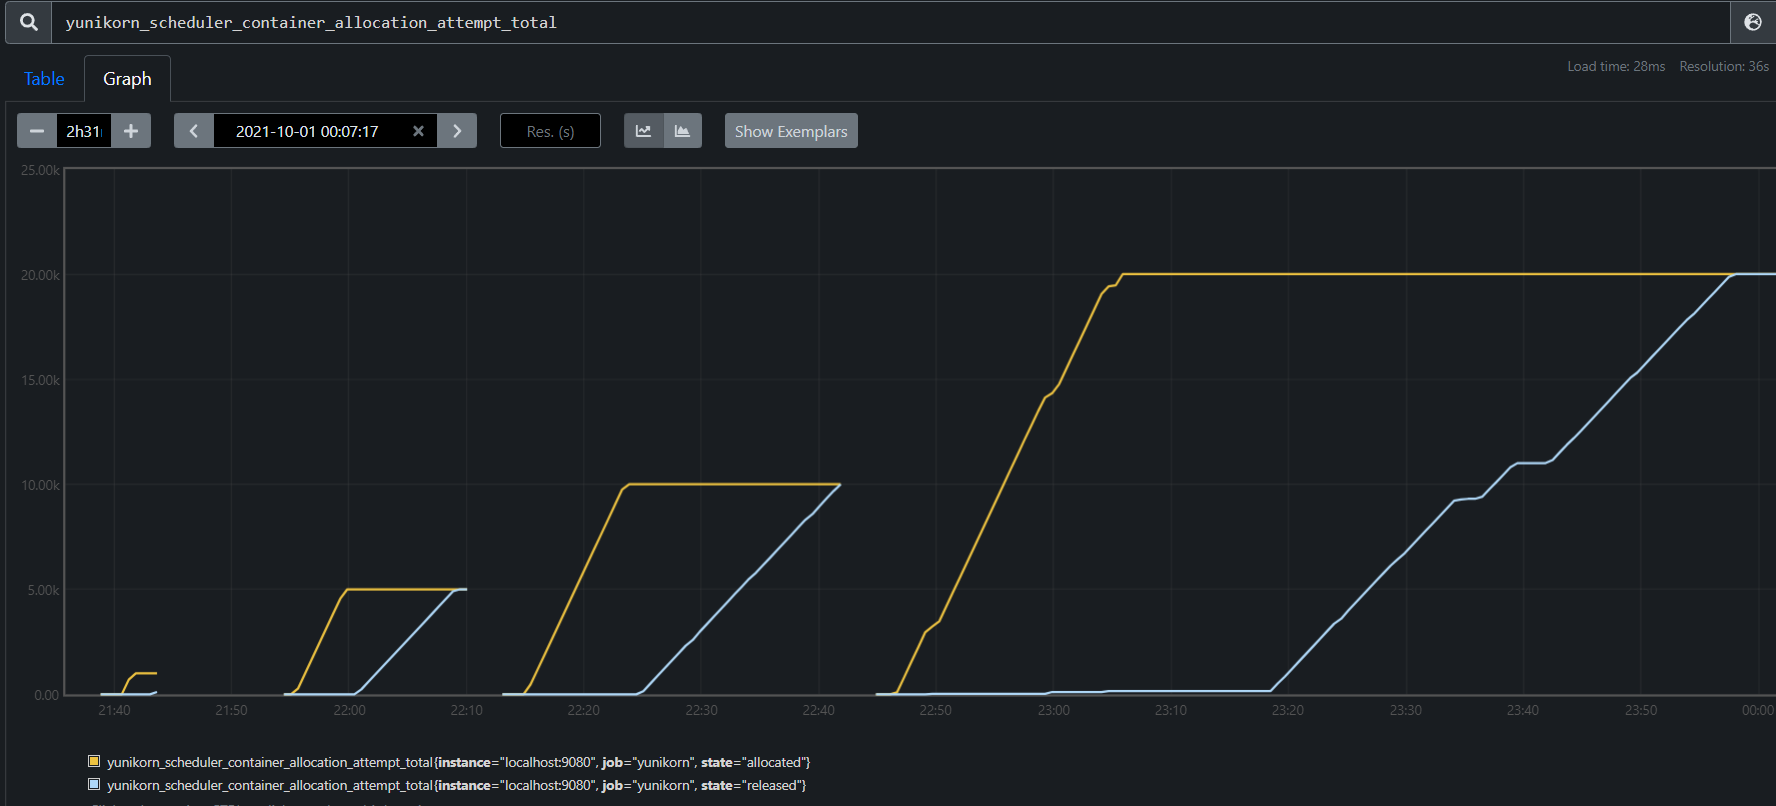 yunikorn_scheduler_container_allocation_attempt_total
Table
Graph
Load time: 28ms Resolution: 36s
2h31
2021-10-01 00:07:17
Res. (s)
Show Exemplars
25.00k
20.00k
15.00k
10.00k
5.00k
0.00
21:40 21:50 22:00 22:10 22:20 22:30 22:40 22:50 23:00 23:10 23:20 23:30 23:40 23:50 00:00
yunikorn_scheduler_container_allocation_attempt_total{instance="localhost:9080", job="yunikorn", state="allocated"}
yunikorn_scheduler_container_allocation_attempt_total{instance="localhost:9080", job="yunikorn", state="released"}